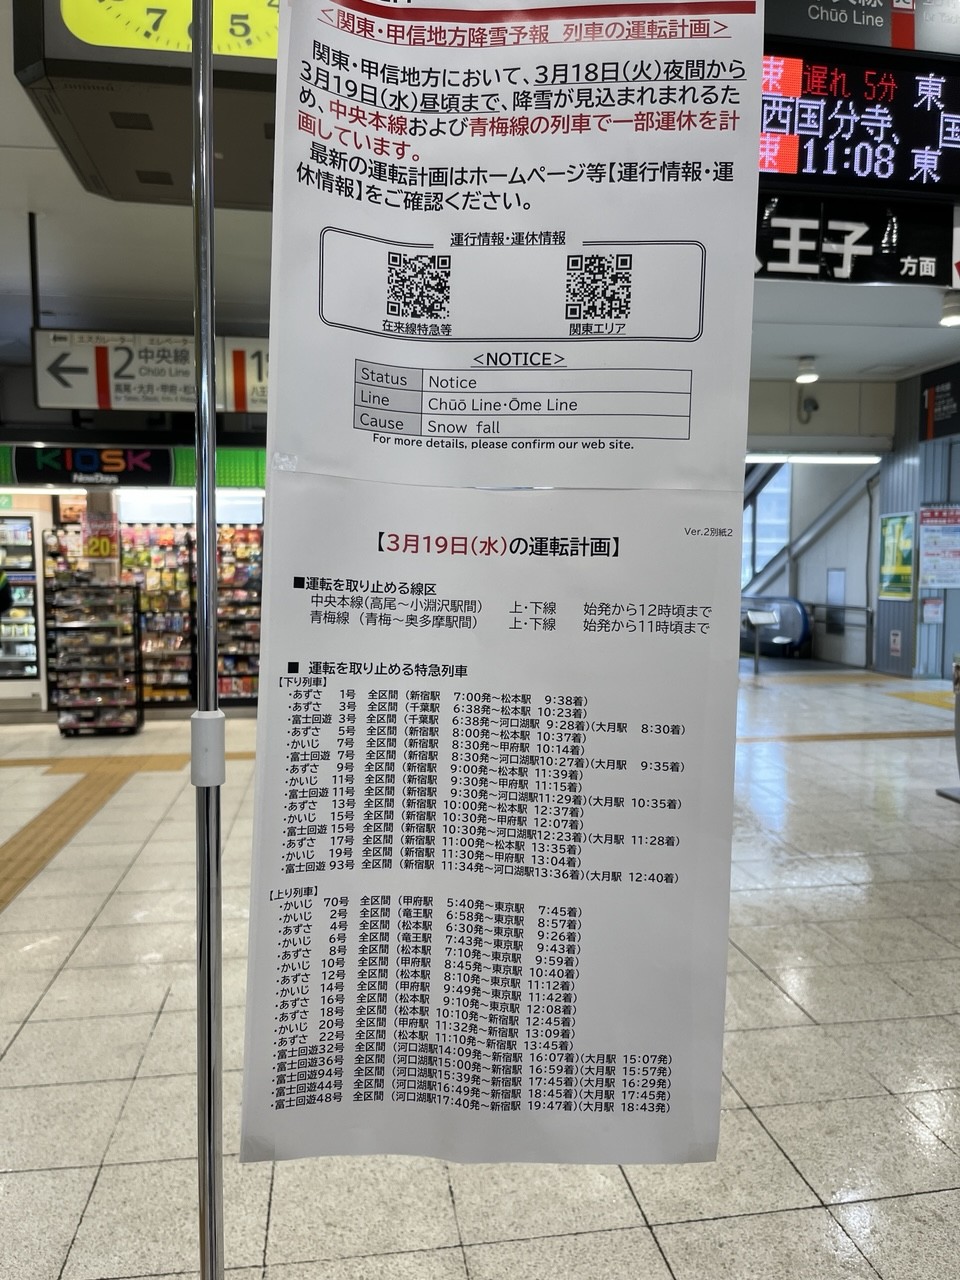 7 6 5 4
Chūō Line
<関東・甲信地方降雪予報 列車の運転計画>
関東・甲信地方において、3月18日(火)夜間から
3月19日(水)昼頃まで、降雪が見込まれまれるた
め、中央本線および青梅線の列車で一部運休を計
画しています。
最新の運転計画はホームページ等【運行情報・運
休情報】をご確認ください。
運行情報・運休情報
在来線特急等
関東エリア
<NOTICE>
Status Notice
Line Chūō Line・Ōme Line
Cause Snow fall
For more details, please confirm our web site.
東 遅れ 5分 東
西国分寺、国
東 11:08 東
王子 方面
エスカレーター エレベーター
← 2 中央線
Chūō Line
高尾・大月・甲府・松本
1
KIOSK
NewDays
Ver.2別紙2
【3月19日(水)の運転計画】
■運転を取り止める線区
中央本線(高尾～小淵沢駅間) 上・下線 始発から12時頃まで
青梅線 (青梅～奥多摩駅間) 上・下線 始発から11時頃まで
■ 運転を取り止める特急列車
【下り列車】
・あずさ 1号 全区間 (新宿駅 7:00発～松本駅 9:38着)
・あずさ 3号 全区間 (千葉駅 6:38発～松本駅 10:23着)
・富士回遊 3号 全区間 (千葉駅 6:38発～河口湖駅 9:28着)(大月駅 8:30着)
・あずさ 5号 全区間 (新宿駅 8:00発～松本駅 10:37着)
・かいじ 7号 全区間 (新宿駅 8:30発～甲府駅 10:14着)
・富士回遊 7号 全区間 (新宿駅 8:30発～河口湖駅10:27着)(大月駅 9:35着)
・あずさ 9号 全区間 (新宿駅 9:00発～松本駅 11:39着)
・かいじ 11号 全区間 (新宿駅 9:30発～甲府駅 11:15着)
・富士回遊 11号 全区間 (新宿駅 9:30発～河口湖駅11:29着)(大月駅 10:35着)
・あずさ 13号 全区間 (新宿駅 10:00発～松本駅 12:37着)
・かいじ 15号 全区間 (新宿駅 10:30発～甲府駅 12:07着)
・富士回遊 15号 全区間 (新宿駅 10:30発～河口湖駅12:23着)(大月駅 11:28着)
・あずさ 17号 全区間 (新宿駅 11:00発～松本駅 13:35着)
・かいじ 19号 全区間 (新宿駅 11:30発～甲府駅 13:04着)
・富士回遊 93号 全区間 (新宿駅 11:34発～河口湖駅13:36着)(大月駅 12:40着)
【上り列車】
・かいじ 70号 全区間 (甲府駅 5:40発～東京駅 7:45着)
・かいじ 2号 全区間 (竜王駅 6:58発～東京駅 8:57着)
・あずさ 4号 全区間 (松本駅 6:30発～東京駅 9:26着)
・かいじ 6号 全区間 (竜王駅 7:43発～東京駅 9:43着)
・あずさ 8号 全区間 (松本駅 7:10発～東京駅 9:59着)
・かいじ 10号 全区間 (甲府駅 8:45発～東京駅 10:40着)
・あずさ 12号 全区間 (松本駅 8:10発～東京駅 11:12着)
・かいじ 14号 全区間 (甲府駅 9:49発～東京駅 11:42着)
・あずさ 16号 全区間 (松本駅 9:10発～東京駅 12:08着)
・あずさ 18号 全区間 (松本駅 10:10発～新宿駅 12:45着)
・かいじ 20号 全区間 (甲府駅 11:32発～新宿駅 13:09着)
・あずさ 22号 全区間 (松本駅 11:10発～新宿駅 13:45着)
・富士回遊32号 全区間 (河口湖駅14:09発～新宿駅 16:07着)(大月駅 15:07発)
・富士回遊36号 全区間 (河口湖駅15:00発～新宿駅 16:59着)(大月駅 15:57発)
・富士回遊94号 全区間 (河口湖駅15:39発～新宿駅 17:45着)(大月駅 16:29発)
・富士回遊44号 全区間 (河口湖駅16:49発～新宿駅 18:45着)(大月駅 17:45発)
・富士回遊48号 全区間 (河口湖駅17:40発～新宿駅 19:47着)(大月駅 18:43発)